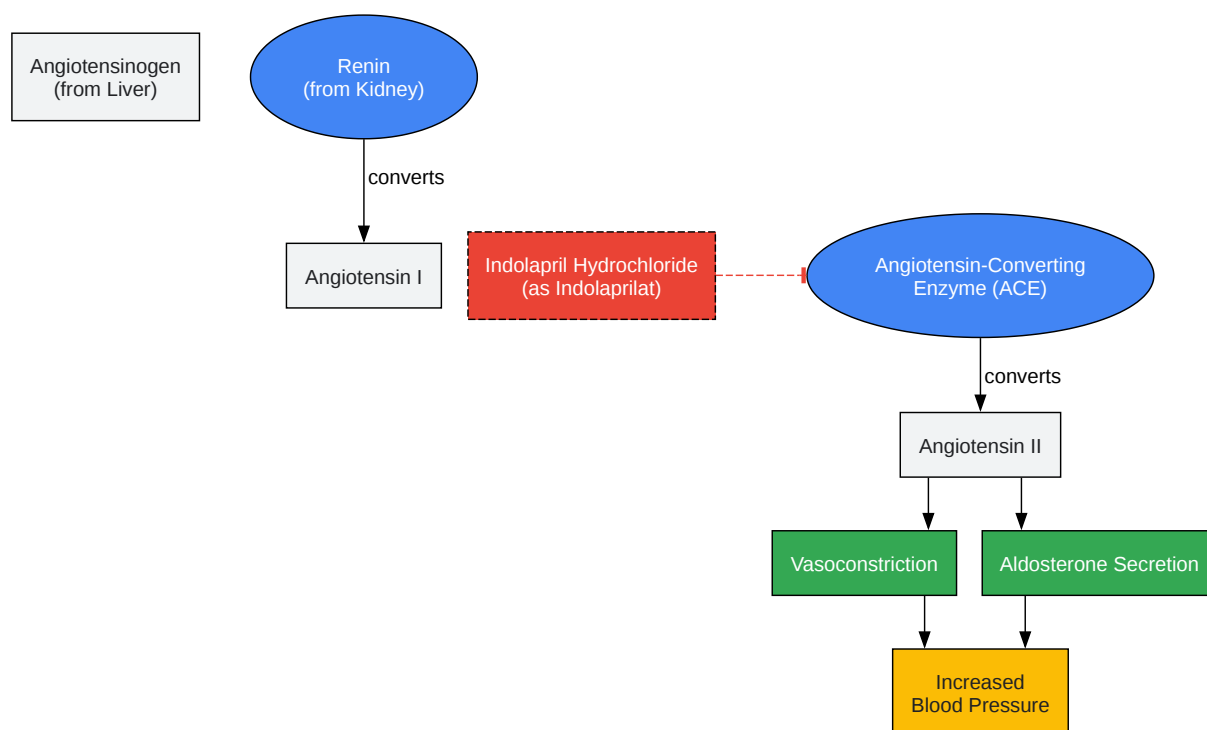 Angiotensinogen
(from Liver)
Renin
(from Kidney)
converts
Angiotensin I
Indolapril Hydrochloride
(as Indolaprilat)
Angiotensin-Converting
Enzyme (ACE)
converts
Angiotensin II
Vasoconstriction
Aldosterone Secretion
Increased
Blood Pressure